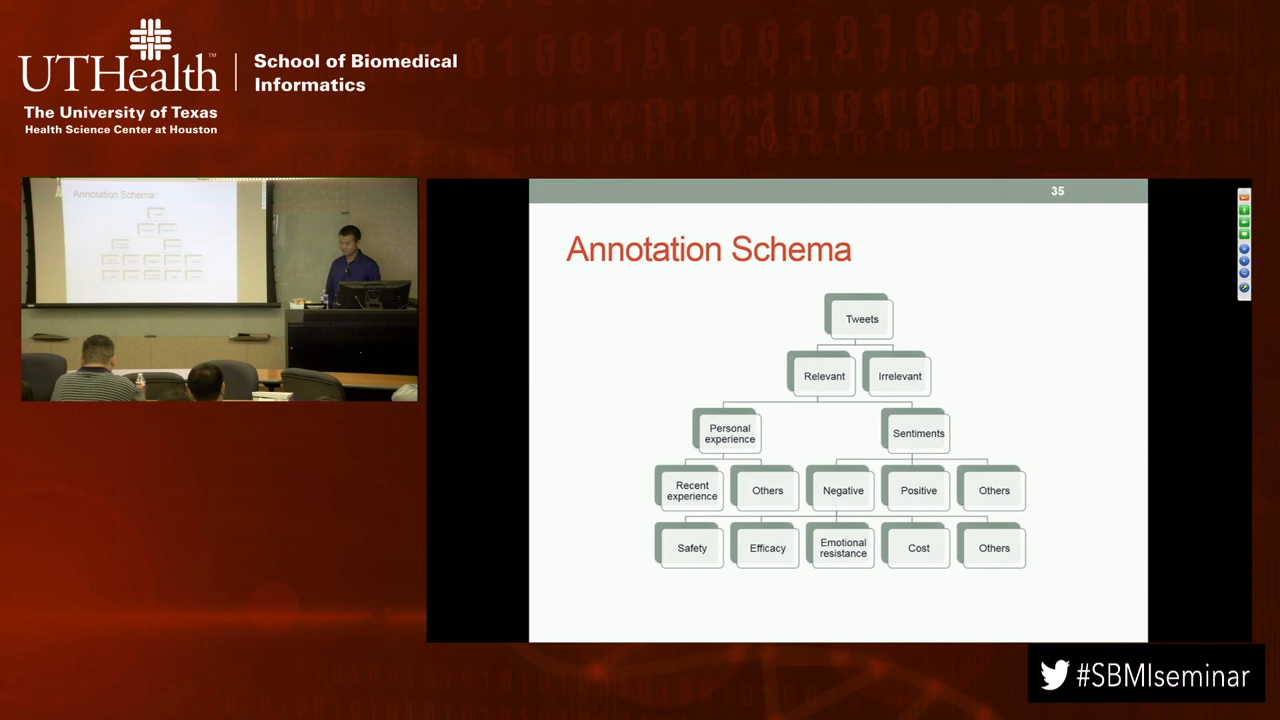 UTHealth™
School of Biomedical
Informatics
The University of Texas
Health Science Center at Houston
Annotation Schema
35
Annotation Schema
Tweets
Relevant
Irrelevant
Personal
experience
Sentiments
Recent
experience
Others
Negative
Positive
Others
Safety
Efficacy
Emotional
resistance
Cost
Others
#SBMIseminar